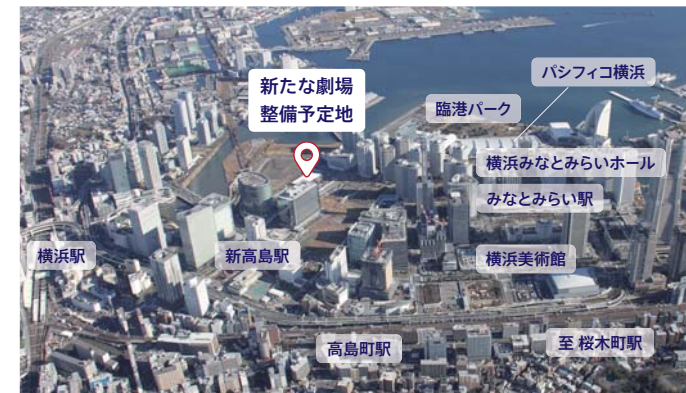 パシフィコ横浜
新たな劇場
整備予定地
臨港パーク
横浜みなとみらいホール
みなとみらい駅
横浜駅
新高島駅
横浜美術館
高島町駅
至 桜木町駅